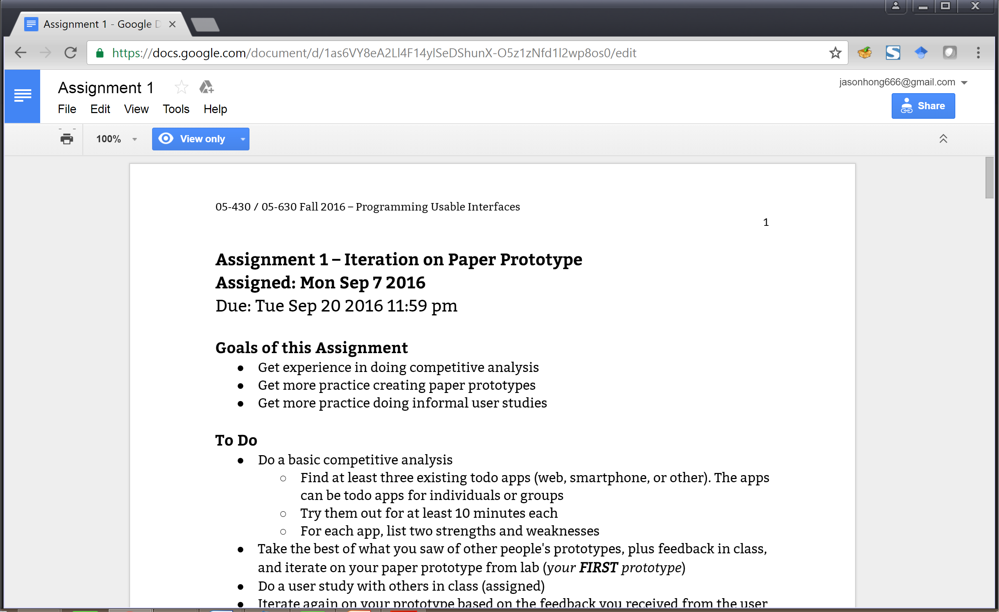 Assignment 1 - Google D
https://docs.google.com/document/d/1as6VY8eA2Ll4F14ylSeDShunX-O5z1zNfd1l2wp8os0/edit
Assignment 1
jasonhong666@gmail.com
File Edit View Tools Help
Share
100% View only
05-430 / 05-630 Fall 2016 – Programming Usable Interfaces
1
Assignment 1 – Iteration on Paper Prototype
Assigned: Mon Sep 7 2016
Due: Tue Sep 20 2016 11:59 pm
Goals of this Assignment
● Get experience in doing competitive analysis
● Get more practice creating paper prototypes
● Get more practice doing informal user studies
To Do
● Do a basic competitive analysis
○ Find at least three existing todo apps (web, smartphone, or other). The apps
can be todo apps for individuals or groups
○ Try them out for at least 10 minutes each
○ For each app, list two strengths and weaknesses
● Take the best of what you saw of other people's prototypes, plus feedback in class,
and iterate on your paper prototype from lab (your FIRST prototype)
● Do a user study with others in class (assigned)
● Iterate again on your prototype based on the feedback you received from the user